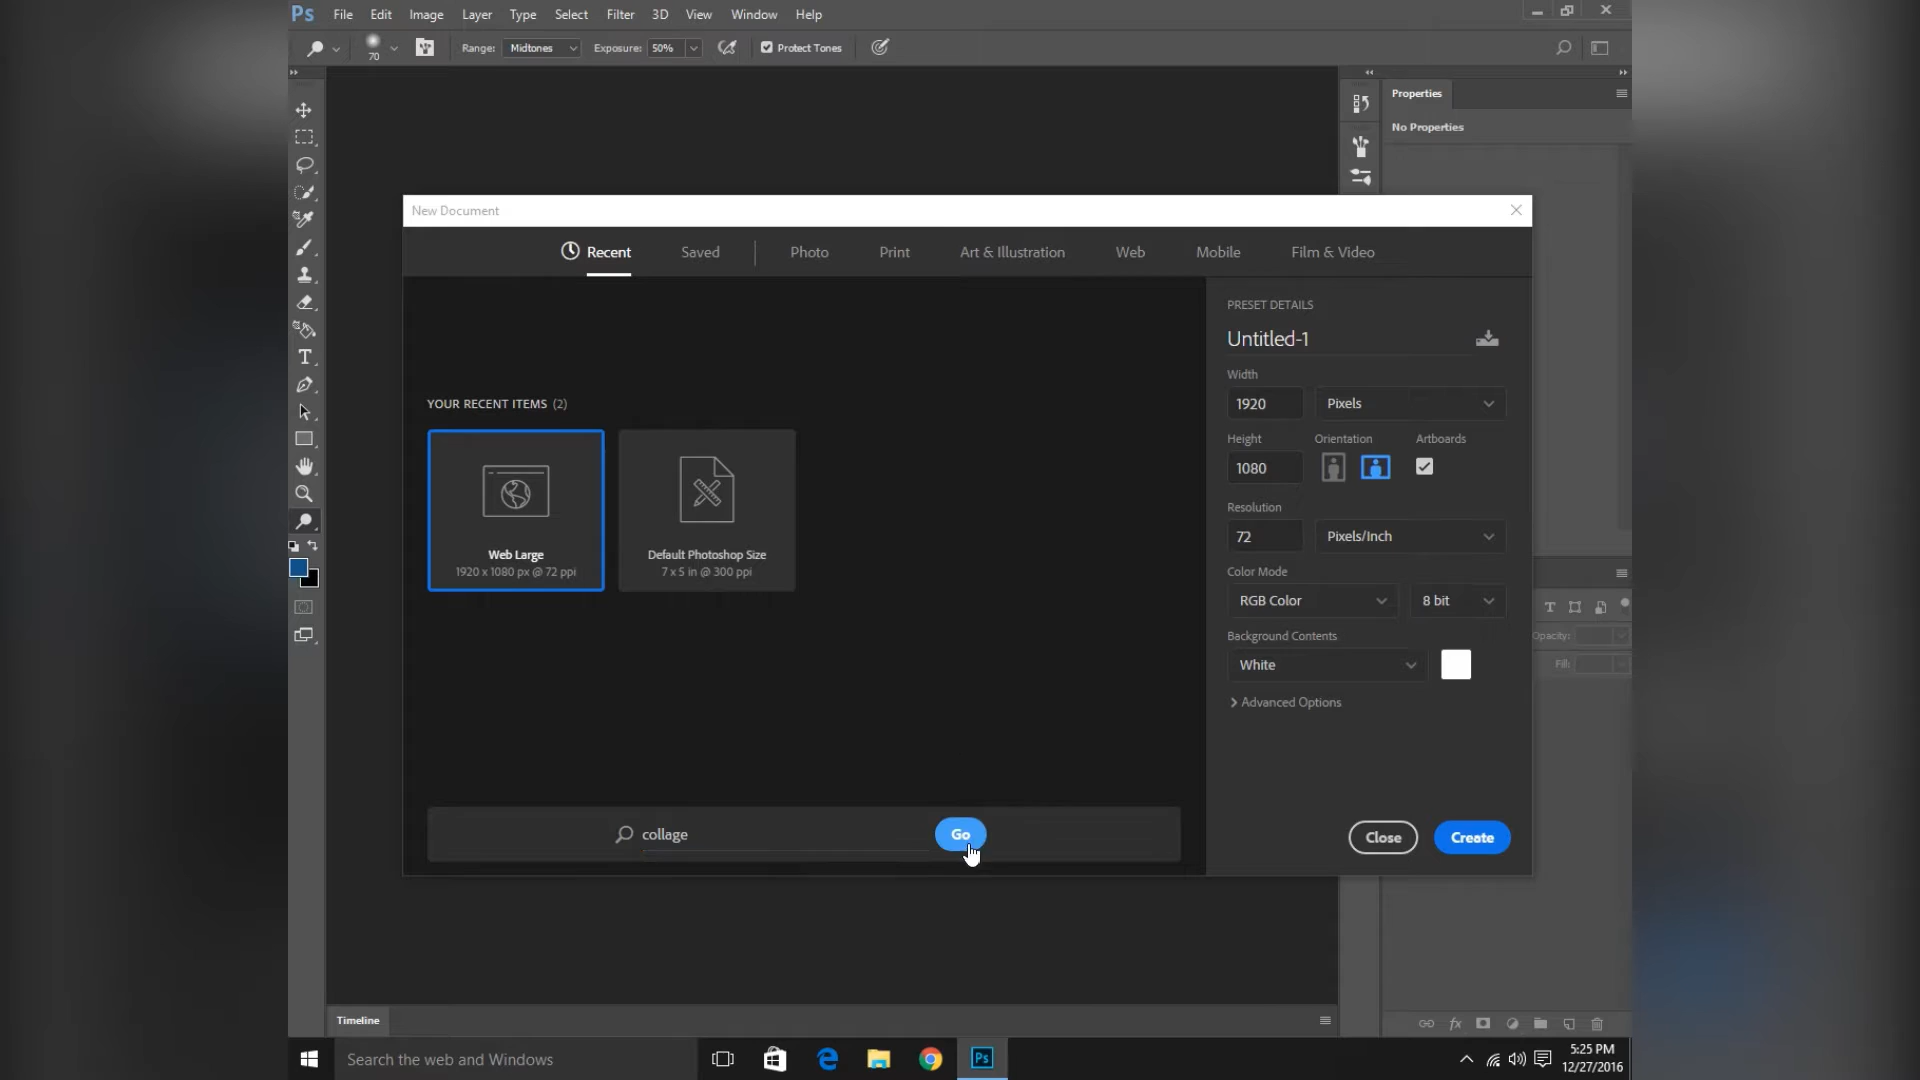 Ps File Edit Image Layer Type Select Filter 3D View Window Help
70 Range: Midtones Exposure: 50% Protect Tones
Properties
No Properties
New Document
Recent Saved Photo Print Art & Illustration Web Mobile Film & Video
PRESET DETAILS
Untitled-1
Width
1920 Pixels
Height Orientation Artboards
1080
Resolution
72 Pixels/Inch
Color Mode
RGB Color 8 bit
Background Contents
White
Advanced Options
YOUR RECENT ITEMS (2)
Web Large
1920 x 1080 px @ 72 ppi
Default Photoshop Size
7 x 5 in @ 300 ppi
collage Go
Close Create
Opacity:
Fill:
fx
Timeline
Search the web and Windows
Ps
5:25 PM
12/27/2016